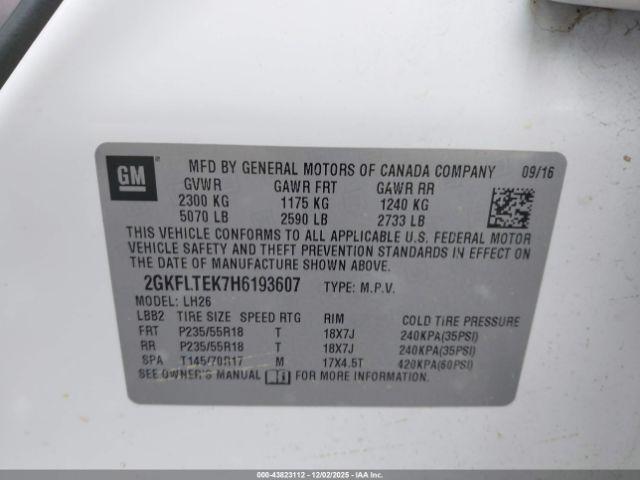 GM
MFD BY GENERAL MOTORS OF CANADA COMPANY 09/16
GVWR GAWR FRT GAWR RR
2300 KG 1175 KG 1240 KG
5070 LB 2590 LB 2733 LB
THIS VEHICLE CONFORMS TO ALL APPLICABLE U.S. FEDERAL MOTOR
VEHICLE SAFETY AND THEFT PREVENTION STANDARDS IN EFFECT
ON THE DATE OF MANUFACTURE SHOWN ABOVE.
2GKFLTEK7H6193607 TYPE: M.P.V.
MODEL: LH26
LBB2 TIRE SIZE SPEED RTG RIM COLD TIRE PRESSURE
FRT P235/55R18 T 18X7J 240KPA(35PSI)
RR P235/55R18 T 18X7J 240KPA(35PSI)
SPA T145/70R17 M 17X4.5T 420KPA(60PSI)
SEE OWNER'S MANUAL FOR MORE INFORMATION.
000-43823112 - 12/02/2025 - IAAI.COM